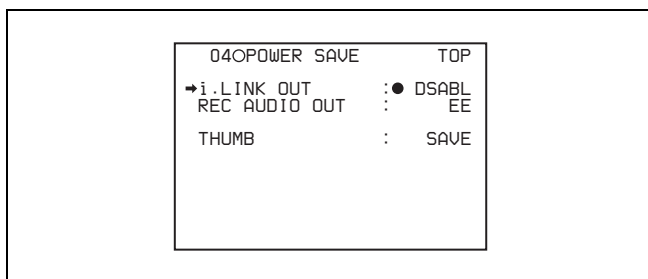 04○POWER SAVE TOP
➡i.LINK OUT :● DSABL
REC AUDIO OUT : EE
THUMB : SAVE